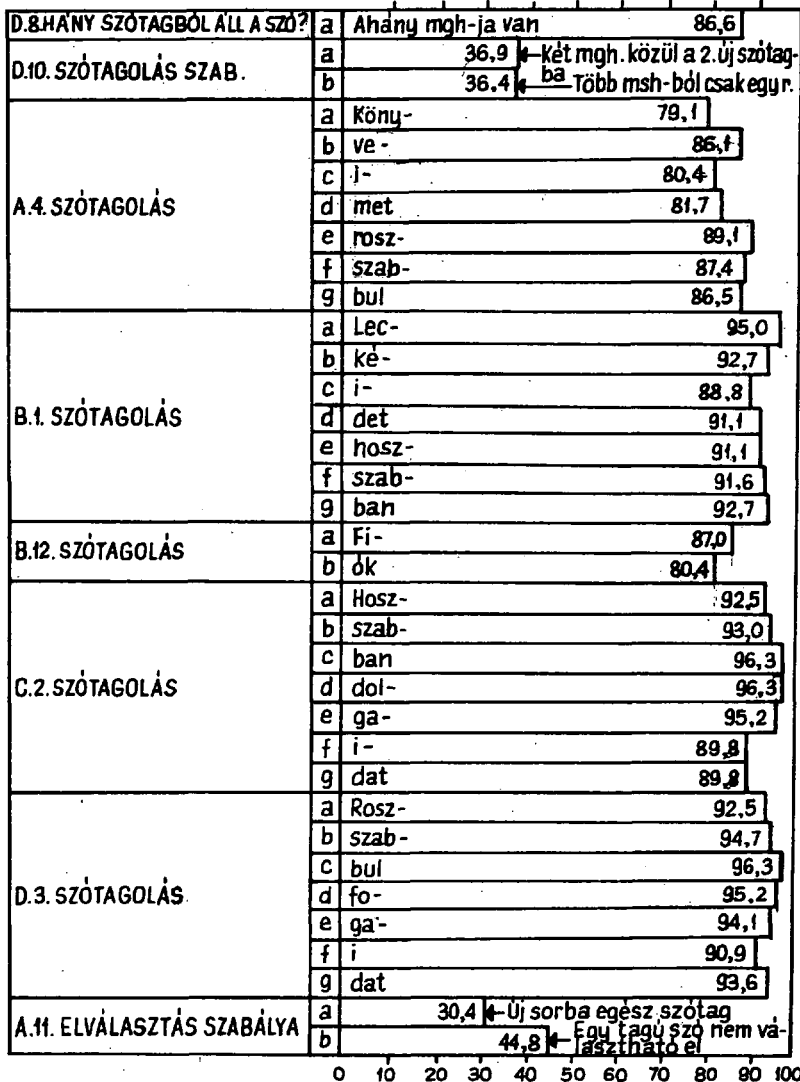 D.8. HÁNY SZÓTAGBÓL ÁLL A SZÓ? a Ahány mgh-ja van 86,6
D.10. SZÓTAGOLÁS SZAB. a 36,9 Két mgh. közül a 2. új szótag-
ba
b 36,4 Több msh-ból csak egy r.
A.4. SZÓTAGOLÁS
a Köny- 79,1
b ve- 86,1
c i- 80,4
d met 81,7
e rosz- 89,1
f szab- 87,4
g bul 86,5
B.1. SZÓTAGOLÁS
a Lec- 95,0
b ké- 92,7
c i- 88,8
d det 91,1
e hosz- 91,1
f szab- 91,6
g ban 92,7
B.12. SZÓTAGOLÁS
a Fi- 87,0
b ók 80,4
C.2. SZÓTAGOLÁS
a Hosz- 92,5
b szab- 93,0
c ban 96,3
d dol- 96,3
e ga- 95,2
f i- 89,8
g dat 89,8
D.3. SZÓTAGOLÁS
a Rosz- 92,5
b szab- 94,7
c bul 96,3
d fo- 95,2
e ga- 94,1
f i 90,9
g dat 93,6
A.11. ELVÁLASZTÁS SZABÁLYA
a 30,4 Új sorba egész szótag
b 44,8 Egy tagú szó nem vá-
lasztható el
0 10 20 30 40 50 60 70 80 90 100